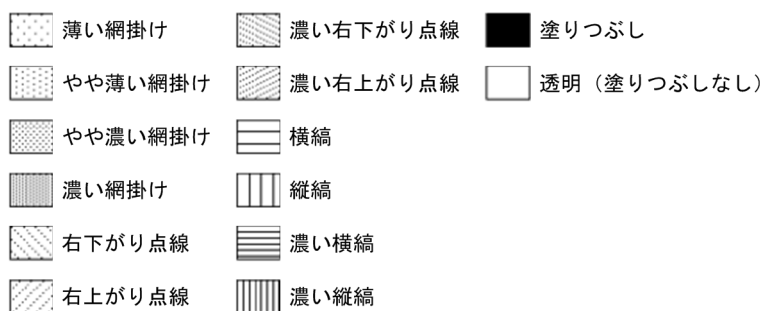 薄い網掛け
やや薄い網掛け
やや濃い網掛け
濃い網掛け
右下がり点線
右上がり点線
濃い右下がり点線
濃い右上がり点線
横縞
縦縞
濃い横縞
濃い縦縞
塗りつぶし
透明（塗りつぶしなし）